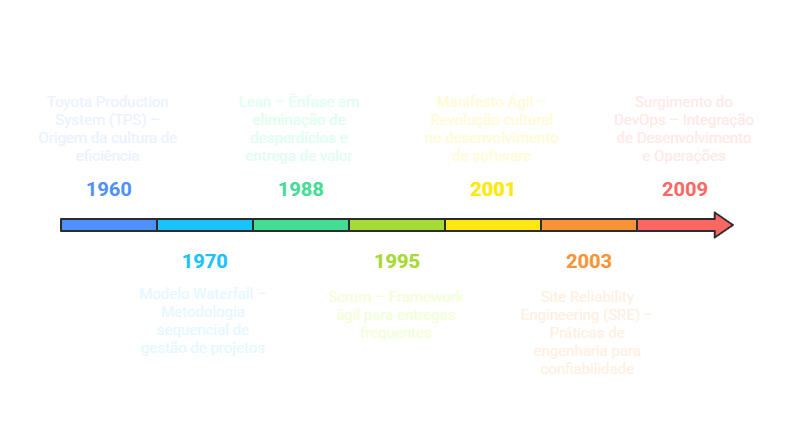 Toyota Production
System (TPS) –
Origem da cultura de
eficiência
1960
1970
Modelo Waterfall –
Metodologia
sequencial de
gestão de projetos
Lean – Ênfase em
eliminação de
desperdícios e
entrega de valor
1988
1995
Scrum – Framework
ágil para entregas
frequentes
Manifesto Ágil –
Revolução cultural
no desenvolvimento
de software
2001
2003
Site Reliability
Engineering (SRE) –
Práticas de
engenharia para
confiabilidade
Surgimento do
DevOps – Integração
de Desenvolvimento
e Operações
2009